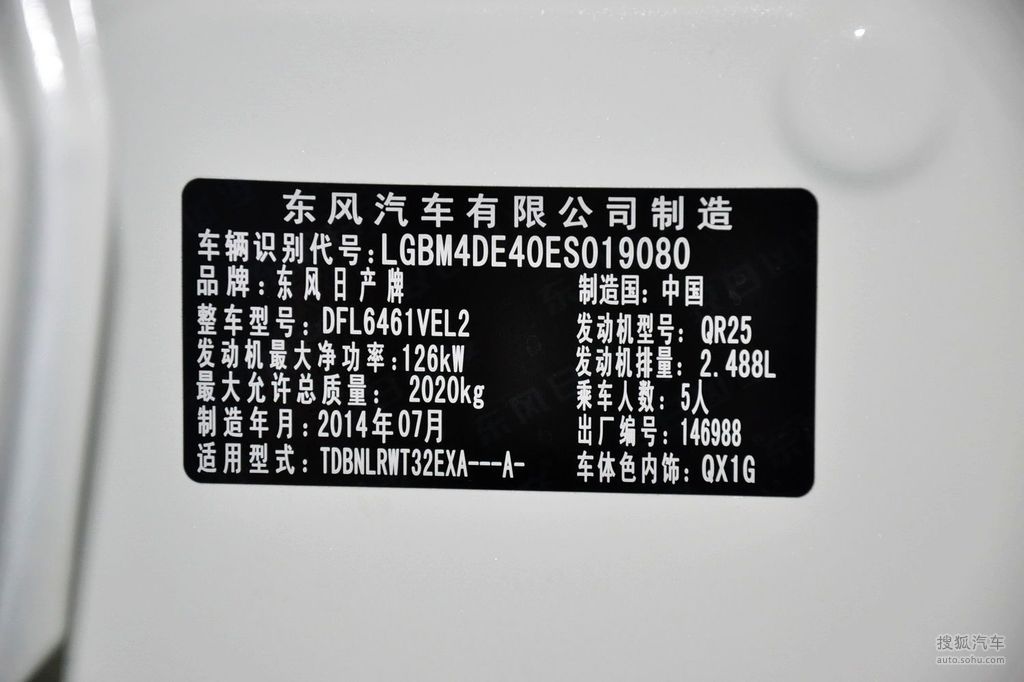 东风汽车有限公司制造
车辆识别代号:LGBM4DE40ES019080
品牌:东风日产牌 制造国:中国
整车型号:DFL6461VEL2 发动机型号:QR25
发动机最大净功率:126kW 发动机排量:2.488L
最大允许总质量: 2020kg 乘车人数:5人
制造年月:2014年07月 出厂编号:146988
适用型式:TDBNLRWT32EXA---A- 车体色内饰:QX1G
搜狐汽车
auto.sohu.com